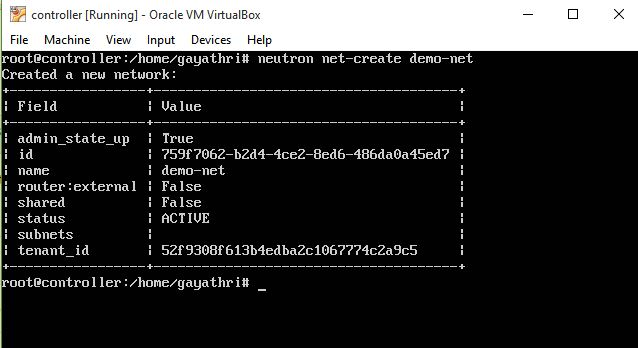 controller [Running] - Oracle VM VirtualBox
File Machine View Input Devices Help
root@controller:/home/gayathri# neutron net-create demo-net
Created a new network:
+-----------------+--------------------------------------+
| Field | Value |
+-----------------+--------------------------------------+
| admin_state_up | True |
| id | 759f7062-b2d4-4ce2-8ed6-486da0a45ed7 |
| name | demo-net |
| router:external | False |
| shared | False |
| status | ACTIVE |
| subnets | |
| tenant_id | 52f9308f613b4edba2c1067774c2a9c5 |
+-----------------+--------------------------------------+
root@controller:/home/gayathri# _